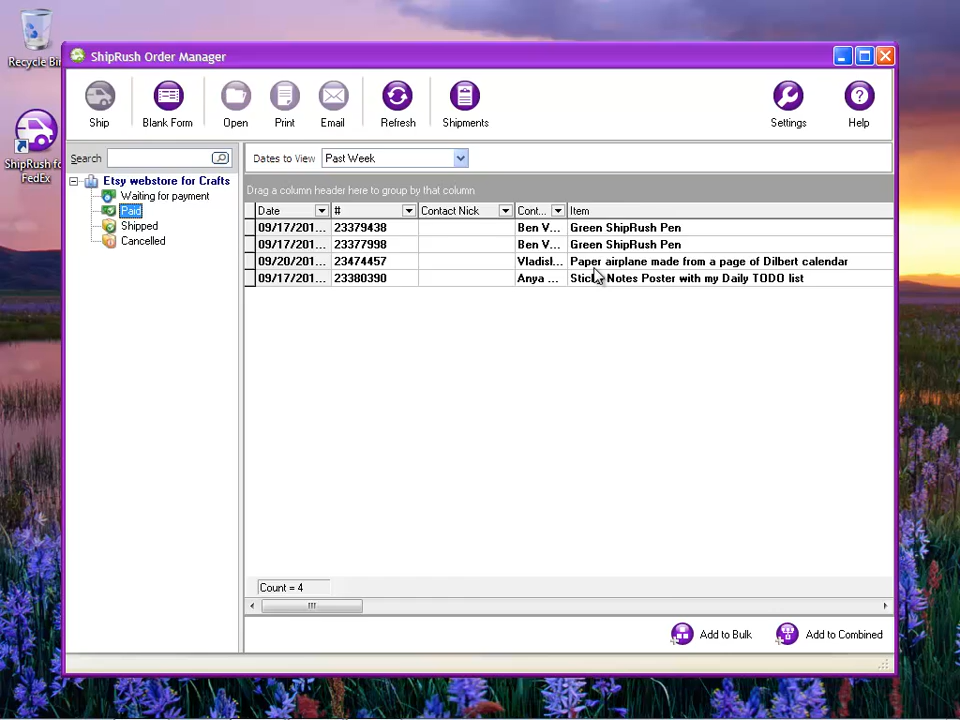 Recycle Bin
ShipRush Order Manager
Ship
Blank Form
Open
Print
Email
Refresh
Shipments
Settings
Help
ShipRush for
FedEx
Search
Dates to View
Past Week
Etsy webstore for Crafts
Waiting for payment
Paid
Shipped
Cancelled
Drag a column header here to group by that column
Date # Contact Nick Cont... Item
09/17/201... 23379438 Ben V... Green ShipRush Pen
09/17/201... 23377998 Ben V... Green ShipRush Pen
09/20/201... 23474457 Vladisl... Paper airplane made from a page of Dilbert calendar
09/17/201... 23380390 Anya ... Sticky Notes Poster with my Daily TODO list
Count = 4
Add to Bulk
Add to Combined